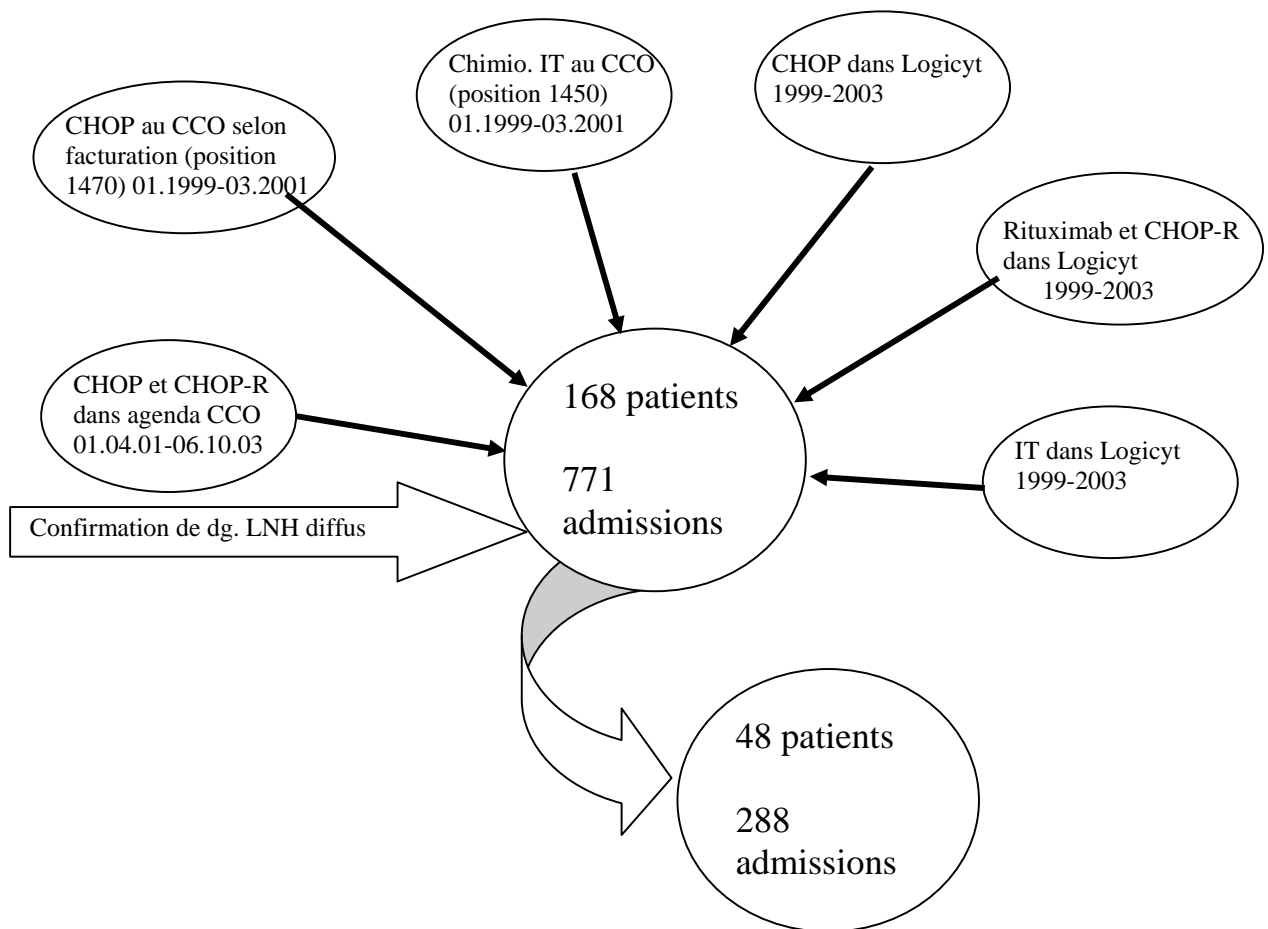 Chimio. IT au CCO
(position 1450)
01.1999-03.2001
CHOP dans Logicyt
1999-2003
CHOP au CCO selon
facturation (position
1470) 01.1999-03.2001
Rituximab et CHOP-R
dans Logicyt
1999-2003
CHOP et CHOP-R
dans agenda CCO
01.04.01-06.10.03
168 patients
771
admissions
IT dans Logicyt
1999-2003
Confirmation de dg. LNH diffus
48 patients
288
admissions